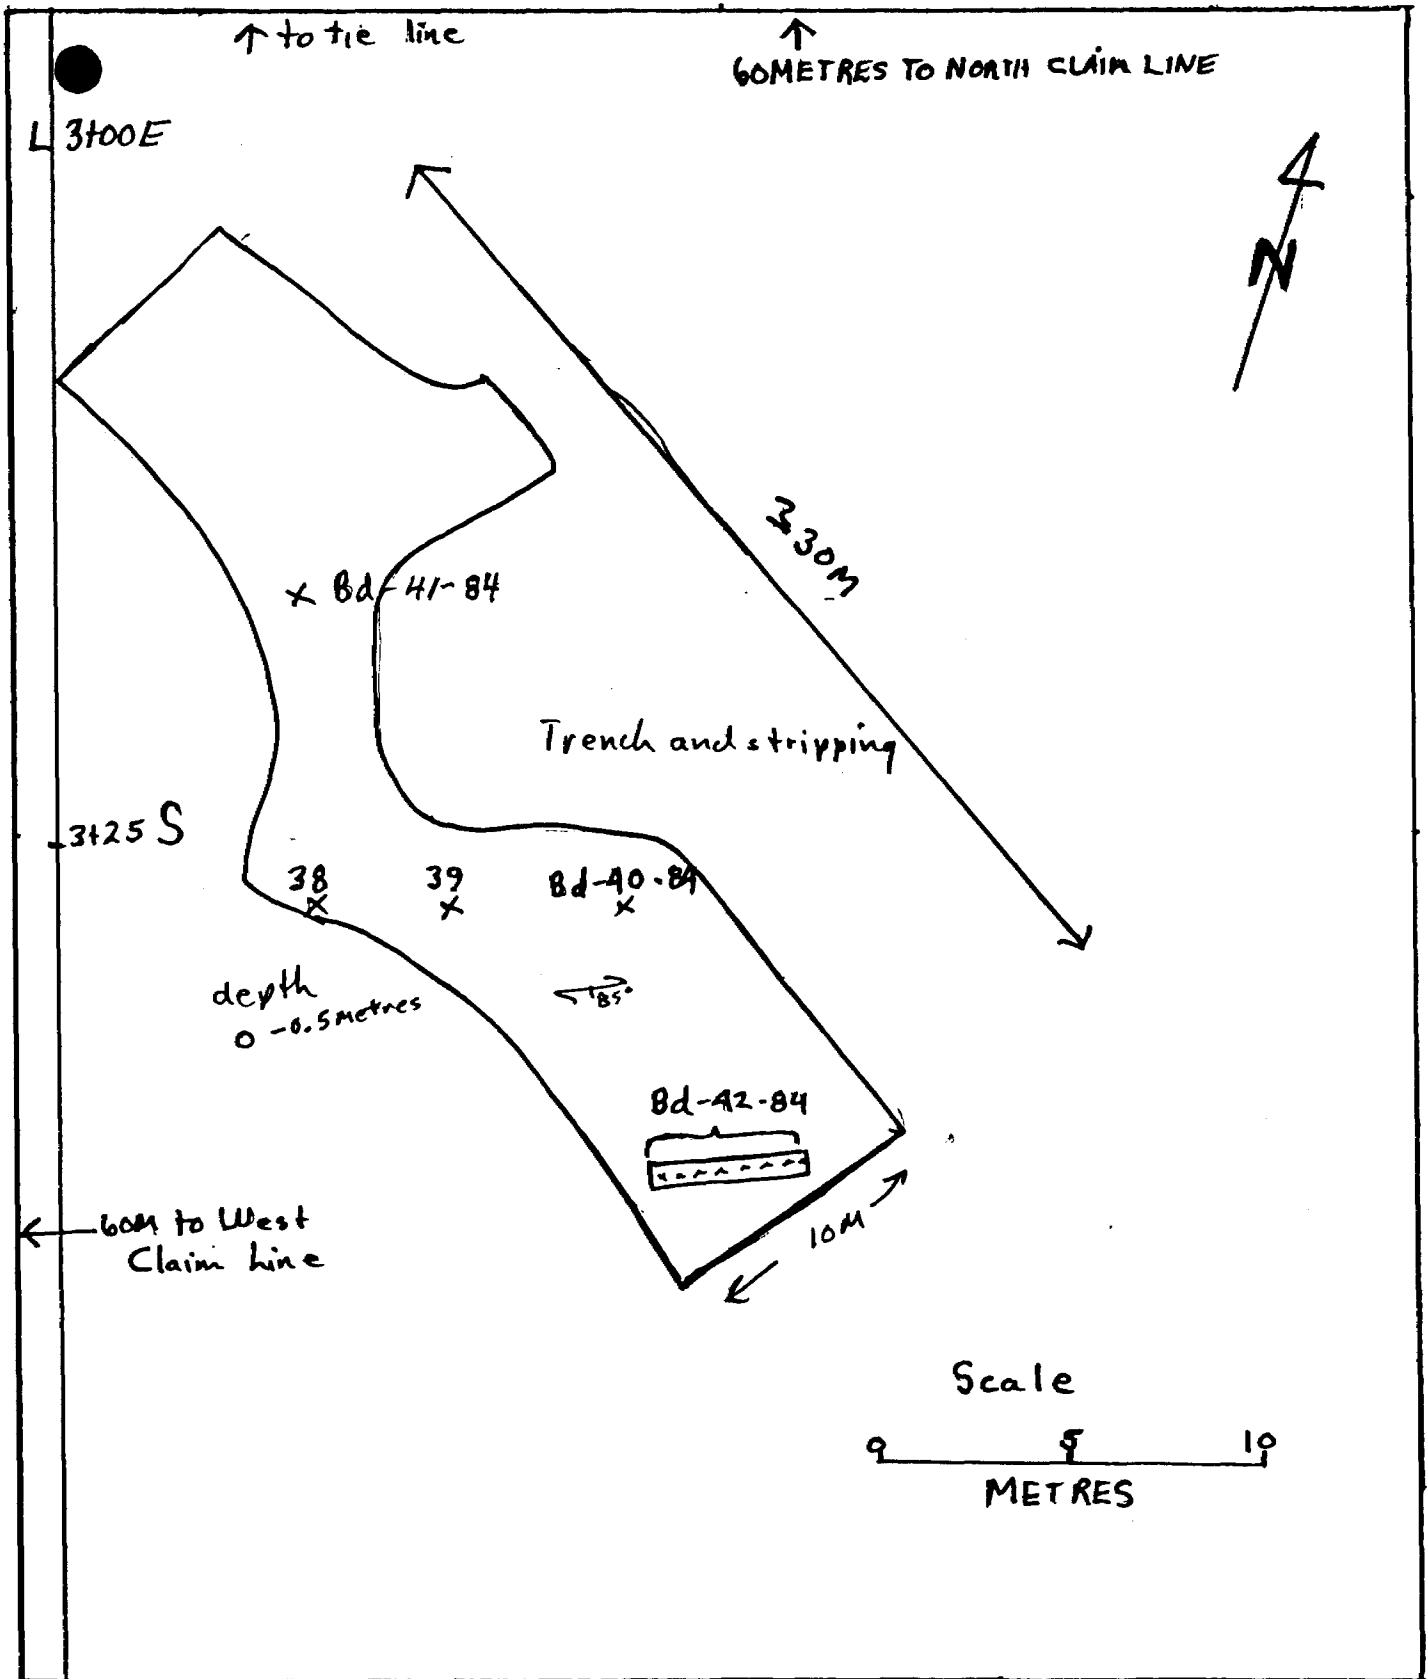 ↑ to tie line
↑
60METRES TO NORTH CLAIM LINE
L 3+00E
N
330M
Bd-41-84
Trench and stripping
3+25 S
38
39
Bd-40-84
depth
0 -0.5 metres
85°
Bd-42-84
60M to West
Claim Line
10M
Scale
0 5 10
METRES